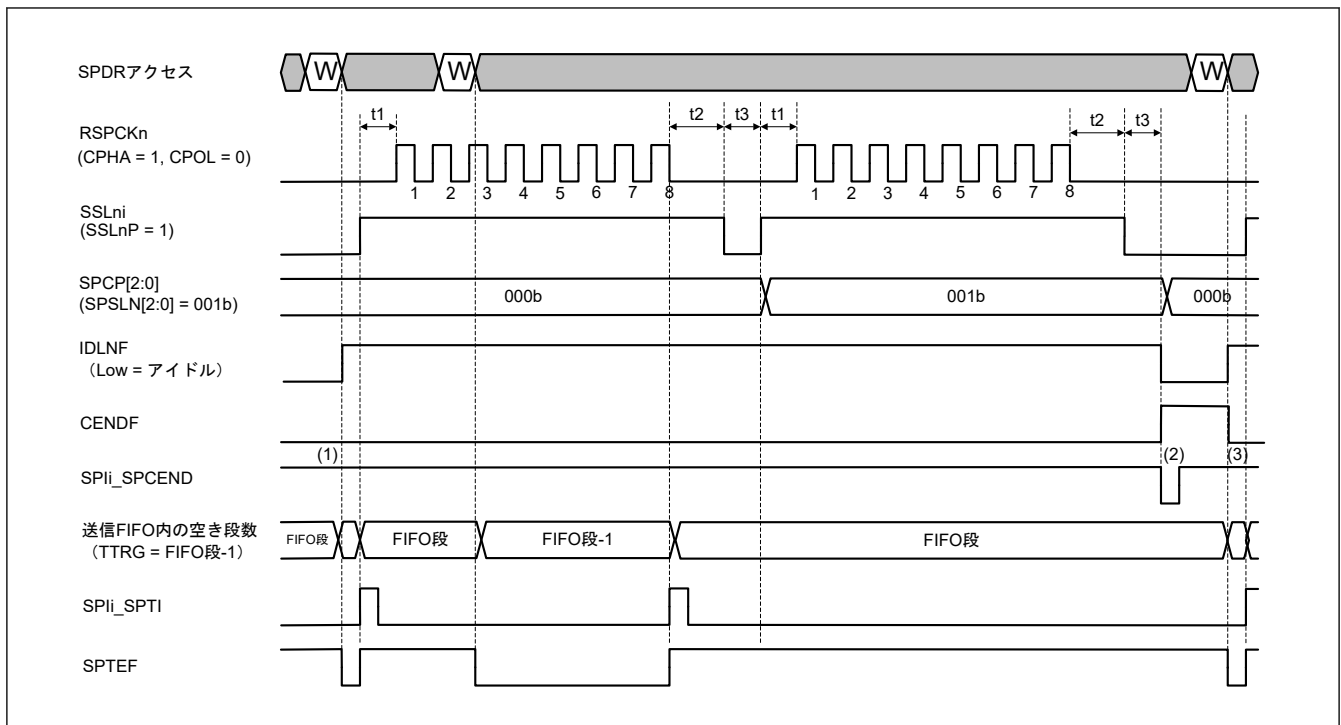 SPDRアクセス
W
W
W
t1
t2
t3
t1
t2
t3
RSPCKn
(CPHA = 1, CPOL = 0)
1 2 3 4 5 6 7 8
1 2 3 4 5 6 7 8
SSLni
(SSLnP = 1)
SPCP[2:0]
(SPSLN[2:0] = 001b)
000b
001b
000b
IDLNF
（Low = アイドル）
CENDF
(1)
(2)
(3)
SPIi_SPCEND
送信FIFO内の空き段数
（TTRG = FIFO段-1）
FIFO段
FIFO段
FIFO段-1
FIFO段
SPIi_SPTI
SPTEF